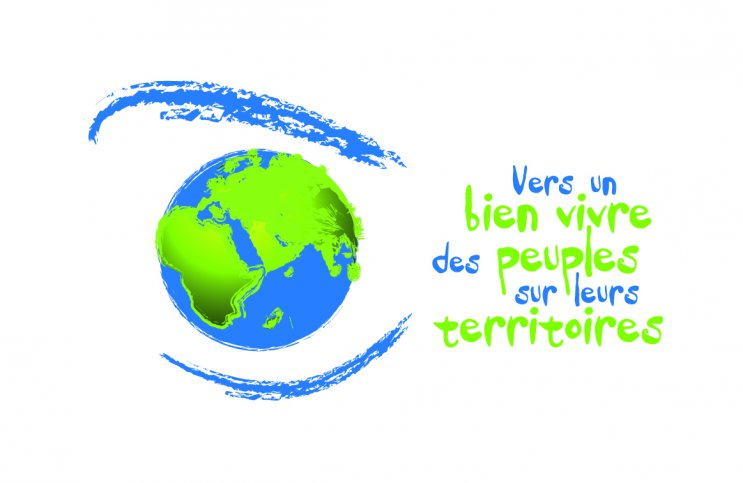 Vers un
bien vivre
des peuples
sur leurs
territoires